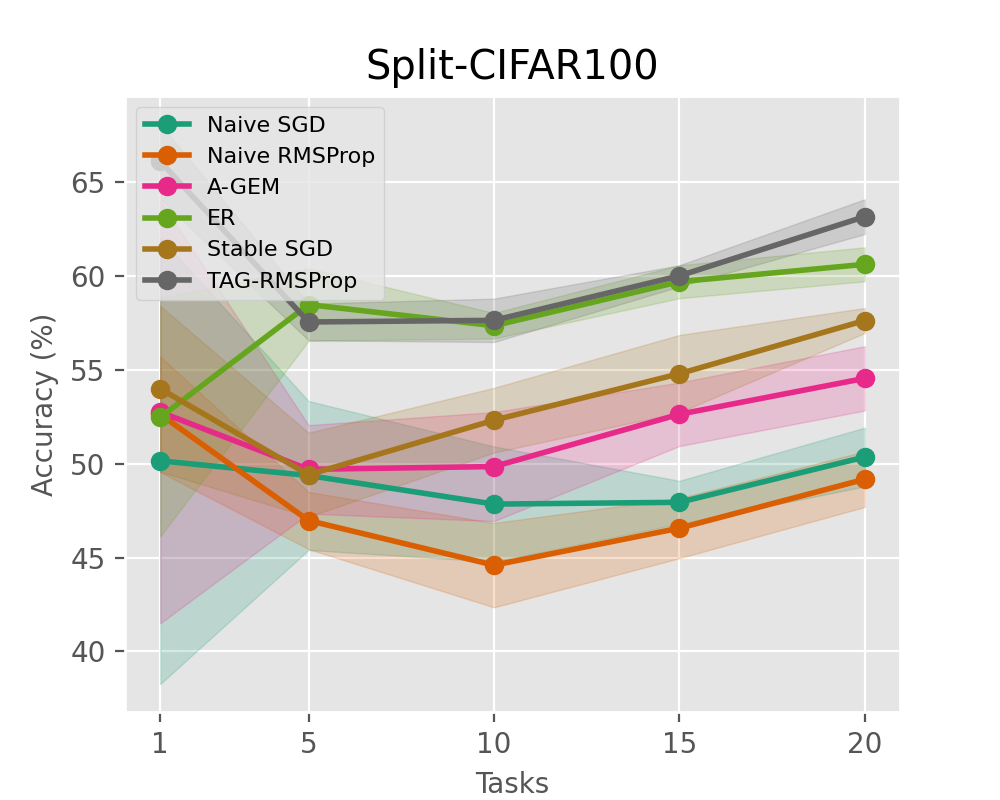 Split-CIFAR100
Naive SGD
Naive RMSProp
A-GEM
ER
Stable SGD
TAG-RMSProp
Accuracy (%)
65
60
55
50
45
40
1 5 10 15 20
Tasks